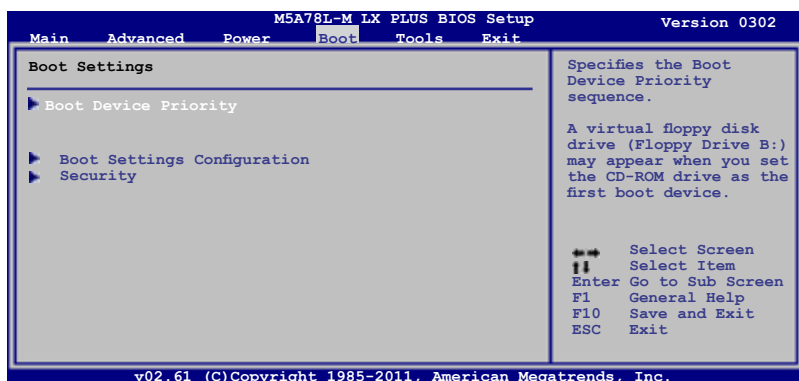 M5A78L-M LX PLUS BIOS Setup
Version 0302
Main Advanced Power Boot Tools Exit
Boot Settings
Boot Device Priority
Boot Settings Configuration
Security
Specifies the Boot
Device Priority
sequence.
A virtual floppy disk
drive (Floppy Drive B:)
may appear when you set
the CD-ROM drive as the
first boot device.
Select Screen
Select Item
Enter Go to Sub Screen
F1 General Help
F10 Save and Exit
ESC Exit
v02.61 (C)Copyright 1985-2011, American Megatrends, Inc.